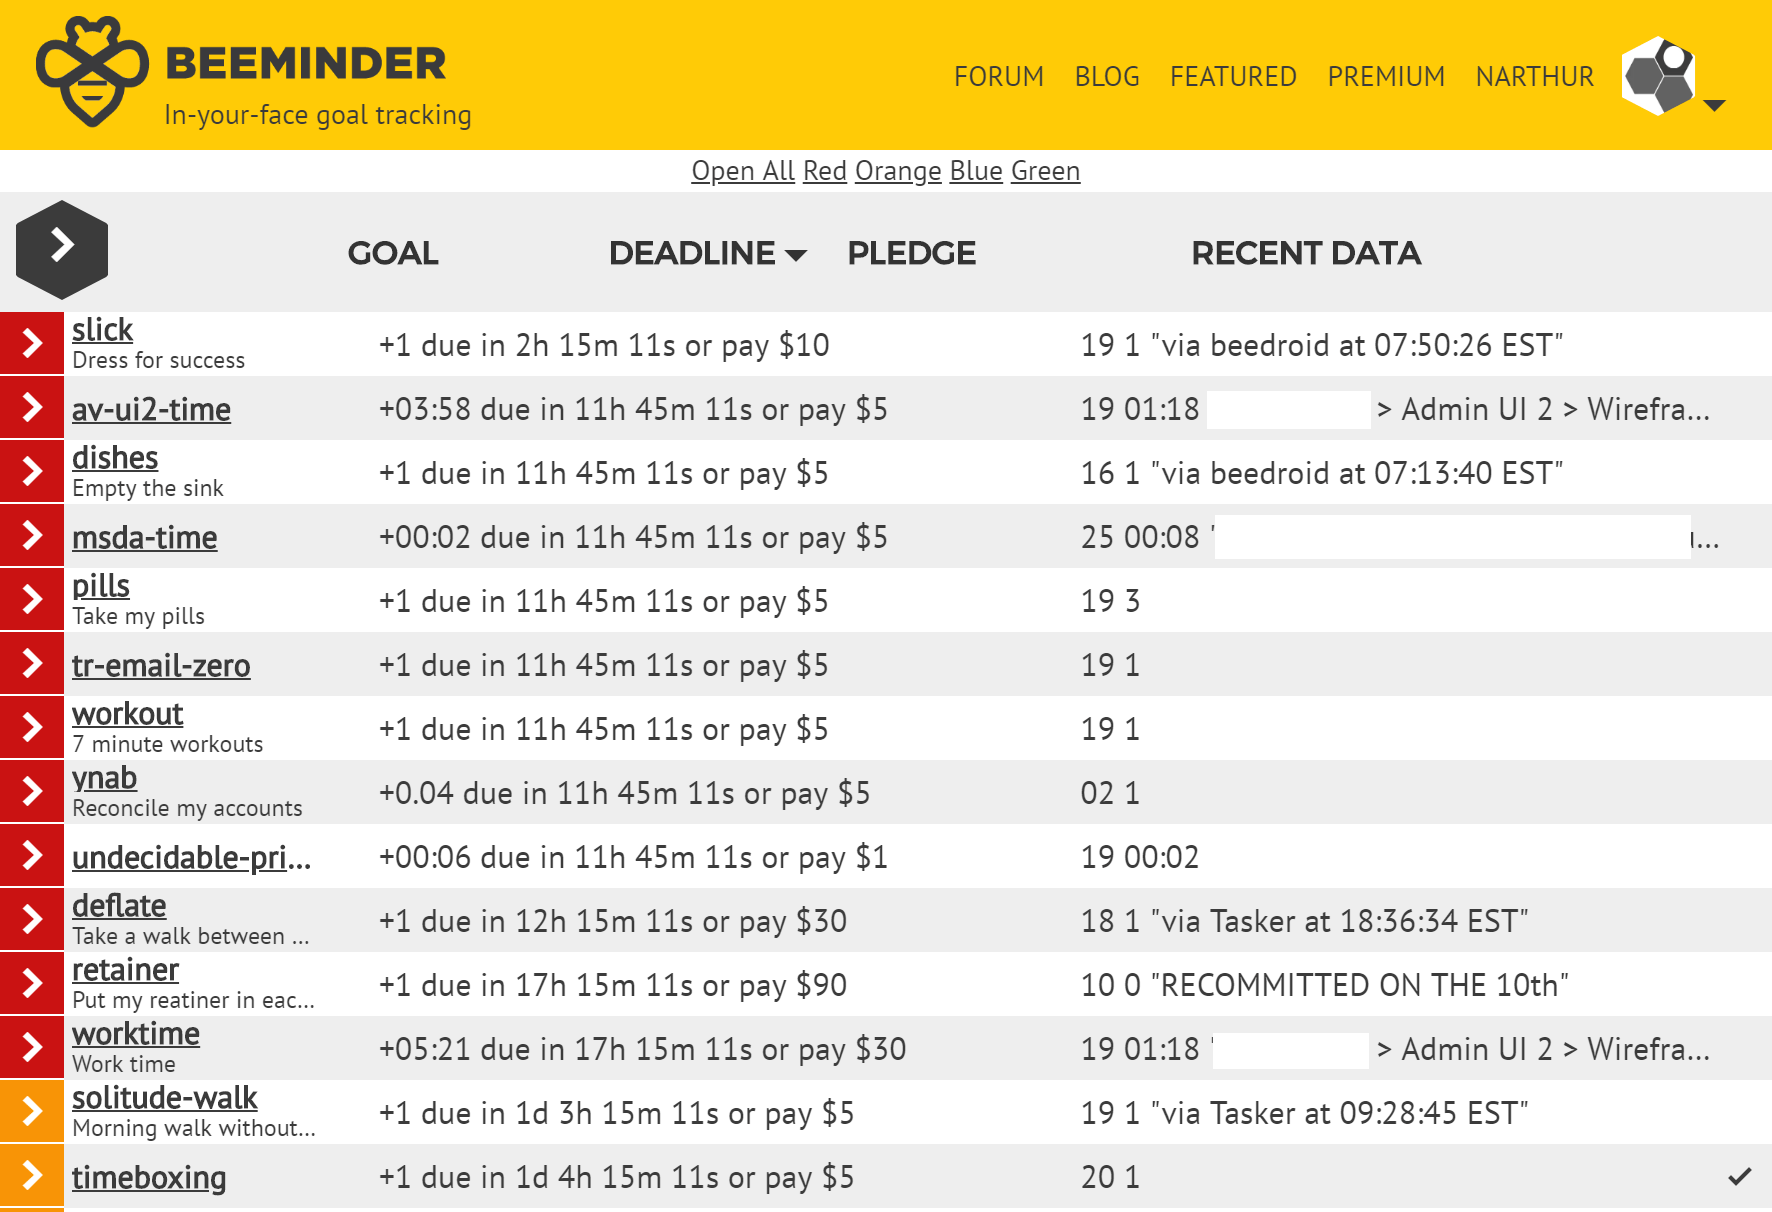 BEEMINDER
In-your-face goal tracking
FORUM BLOG FEATURED PREMIUM NARTHUR
Open All Red Orange Blue Green
GOAL DEADLINE PLEDGE RECENT DATA
slick
Dress for success
+1 due in 2h 15m 11s or pay $10
19 1 "via beedroid at 07:50:26 EST"
av-ui2-time
+03:58 due in 11h 45m 11s or pay $5
19 01:18 > Admin UI 2 > Wirefra...
dishes
Empty the sink
+1 due in 11h 45m 11s or pay $5
16 1 "via beedroid at 07:13:40 EST"
msda-time
+00:02 due in 11h 45m 11s or pay $5
25 00:08 ...
pills
Take my pills
+1 due in 11h 45m 11s or pay $5
19 3
tr-email-zero
+1 due in 11h 45m 11s or pay $5
19 1
workout
7 minute workouts
+1 due in 11h 45m 11s or pay $5
19 1
ynab
Reconcile my accounts
+0.04 due in 11h 45m 11s or pay $5
02 1
undecidable-pri...
+00:06 due in 11h 45m 11s or pay $1
19 00:02
deflate
Take a walk between ...
+1 due in 12h 15m 11s or pay $30
18 1 "via Tasker at 18:36:34 EST"
retainer
Put my reatiner in eac...
+1 due in 17h 15m 11s or pay $90
10 0 "RECOMMITTED ON THE 10th"
worktime
Work time
+05:21 due in 17h 15m 11s or pay $30
19 01:18 " > Admin UI 2 > Wirefra...
solitude-walk
Morning walk without...
+1 due in 1d 3h 15m 11s or pay $5
19 1 "via Tasker at 09:28:45 EST"
timeboxing
+1 due in 1d 4h 15m 11s or pay $5
20 1